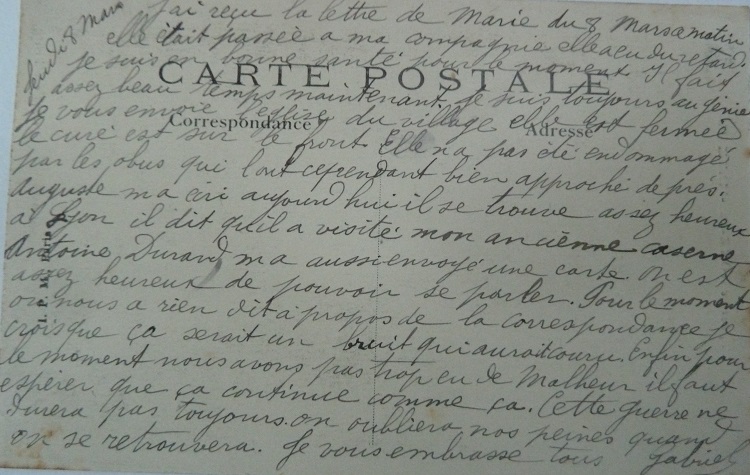 Jeudi 8 Mars
J'ai reçu la lettre de Marie du 8 Mars ce matin
elle était passée a ma compagnie elle a eu du retard.
je suis en bonne santé pour le moment il y fait
assez beau temps maintenant. je suis toujours au génie
je vous envoie l'eglise du village elle est fermée
CARTE POSTALE
Correspondance
Adresse
le curé est sur le front Elle n'a pas été endommagé
par les obus qui l'ont cependant bien approché de près.
Auguste m'a écri aujourd'hui il se trouve assez heureux
a Lyon il dit qu'il a visité mon ancienne caserne
Antoine Durand m'a aussi envoyé une carte on est
assez heureux de pouvoir se parler. Pour le moment
on nous a rien dit à propos de la correspondance je
crois que ça serait un bruit qui aurait couru. Enfin pour
le moment nous avons pas trop eu de Malheur il faut
espérer que ça continue comme ça. Cette guerre ne
durera pas toujours. on oubliera nos peines quand
on se retrouvera. Je vous embrasse tous Gabriel